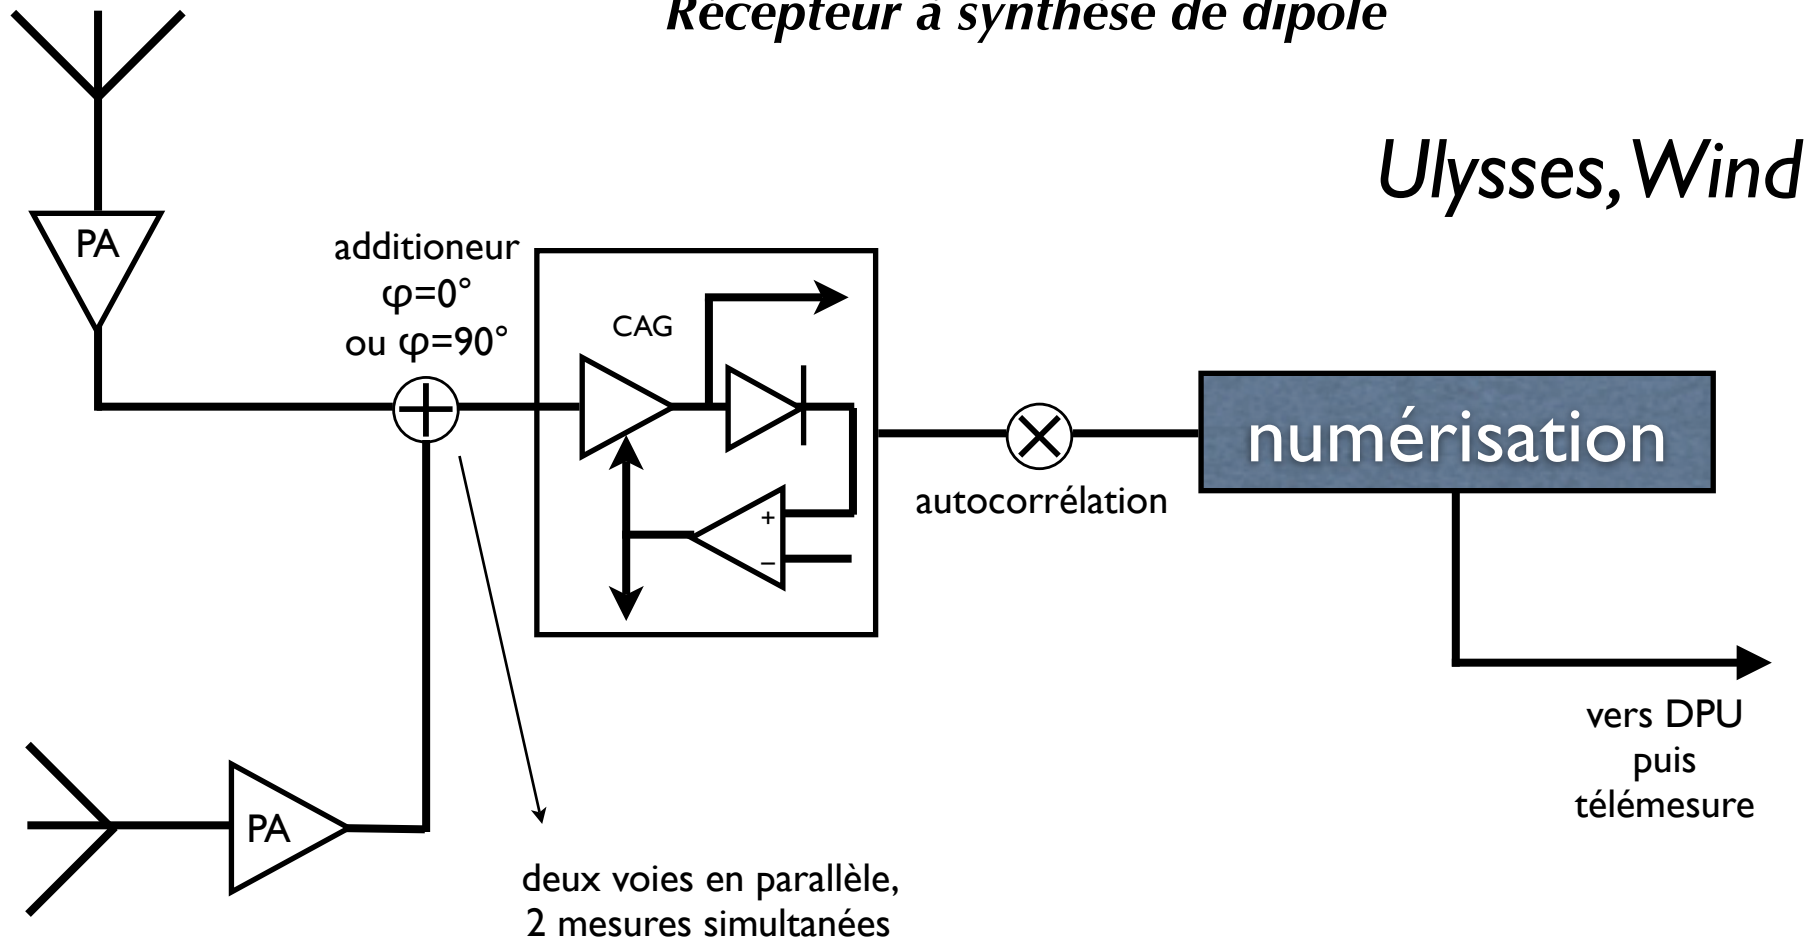 Récepteur à synthèse de dipôle
Ulysses, Wind
PA
additioneur
φ=0°
ou φ=90°
CAG
+
–
numérisation
autocorrélation
vers DPU
puis
télémesure
PA
deux voies en parallèle,
2 mesures simultanées